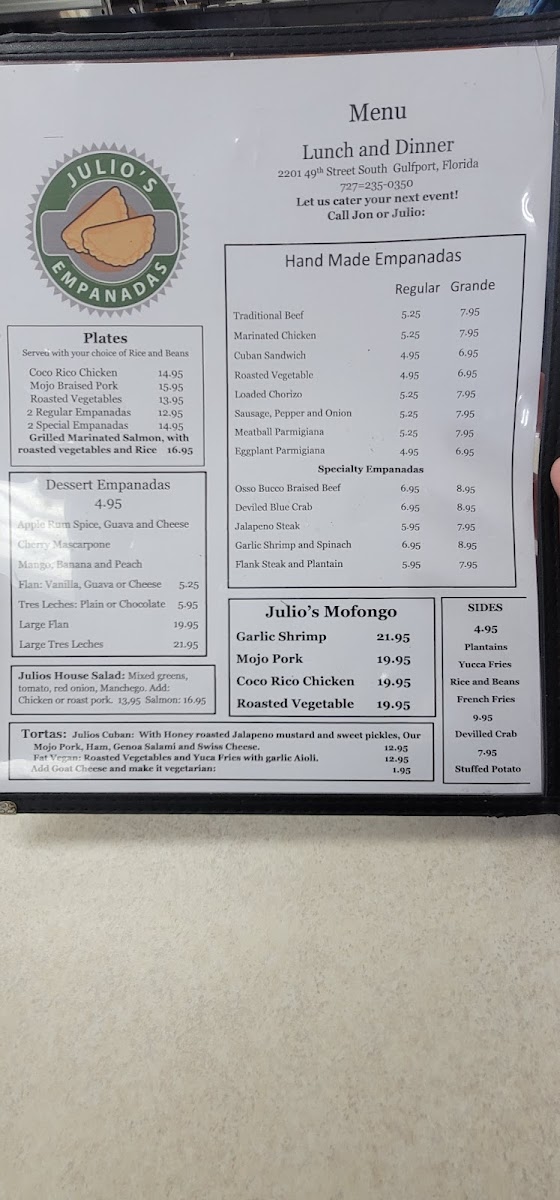 JULIO'S
EMPANADAS
Menu
Lunch and Dinner
2201 49th Street South Gulfport, Florida
727=235-0350
Let us cater your next event!
Call Jon or Julio:
Hand Made Empanadas
Regular Grande
Traditional Beef 5.25 7.95
Marinated Chicken 5.25 7.95
Cuban Sandwich 4.95 6.95
Roasted Vegetable 4.95 6.95
Loaded Chorizo 5.25 7.95
Sausage, Pepper and Onion 5.25 7.95
Meatball Parmigiana 5.25 7.95
Eggplant Parmigiana 4.95 6.95
Specialty Empanadas
Osso Bucco Braised Beef 6.95 8.95
Deviled Blue Crab 6.95 8.95
Jalapeno Steak 5.95 7.95
Garlic Shrimp and Spinach 6.95 8.95
Flank Steak and Plantain 5.95 7.95
Plates
Served with your choice of Rice and Beans
Coco Rico Chicken 14.95
Mojo Braised Pork 15.95
Roasted Vegetables 13.95
2 Regular Empanadas 12.95
2 Special Empanadas 14.95
Grilled Marinated Salmon, with
roasted vegetables and Rice 16.95
Dessert Empanadas
4.95
Apple Rum Spice, Guava and Cheese
Cherry Mascarpone
Mango, Banana and Peach
Flan: Vanilla, Guava or Cheese 5.25
Tres Leches: Plain or Chocolate 5.95
Large Flan 19.95
Large Tres Leches 21.95
Julios House Salad: Mixed greens,
tomato, red onion, Manchego. Add:
Chicken or roast pork. 13,95 Salmon: 16.95
Julio's Mofongo
Garlic Shrimp 21.95
Mojo Pork 19.95
Coco Rico Chicken 19.95
Roasted Vegetable 19.95
SIDES
4.95
Plantains
Yucca Fries
Rice and Beans
French Fries
9.95
Devilled Crab
7.95
Stuffed Potato
Tortas: Julios Cuban: With Honey roasted Jalapeno mustard and sweet pickles, Our
Mojo Pork, Ham, Genoa Salami and Swiss Cheese. 12.95
Fat Vegan: Roasted Vegetables and Yuca Fries with garlic Aioli. 12.95
Add Goat Cheese and make it vegetarian: 1.95